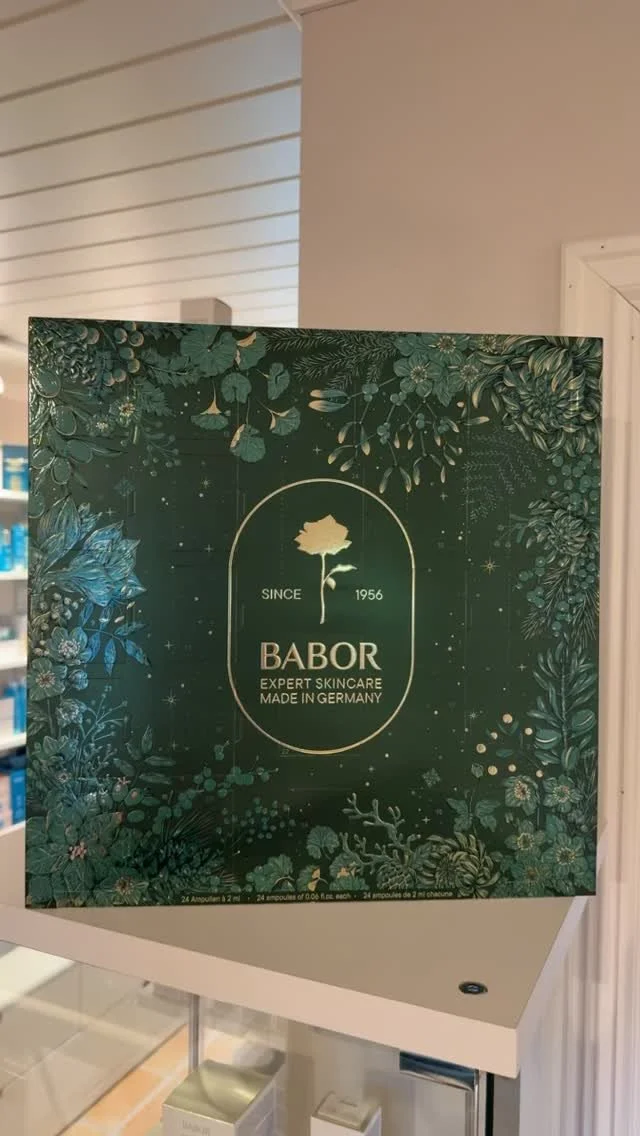 SINCE 1956
BABOR
EXPERT SKINCARE
MADE IN GERMANY
24 Ampullen à 2 ml · 24 ampoules of 0.06 fl.oz. each · 24 ampoules de 2 ml chacune
BABOR